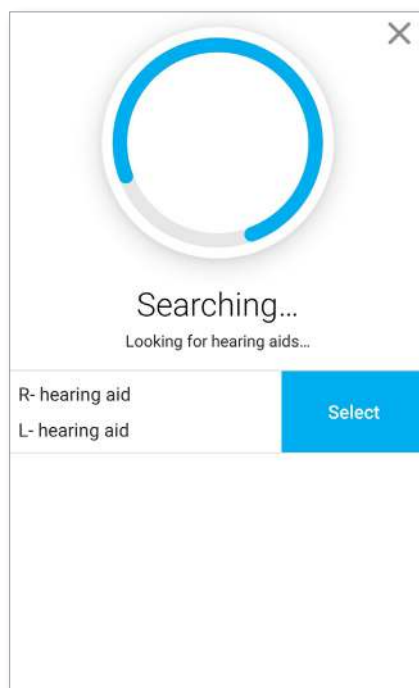 Searching...
Looking for hearing aids...
R- hearing aid
L- hearing aid
Select